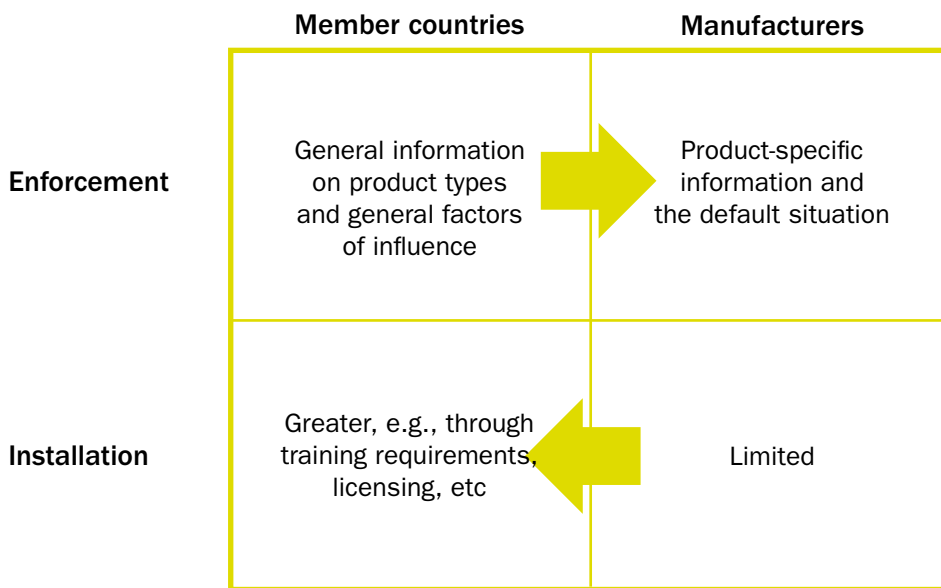 Member countries
Manufacturers
Enforcement
General information
on product types
and general factors
of influence
Product-specific
information and
the default situation
Installation
Greater, e.g., through
training requirements,
licensing, etc
Limited